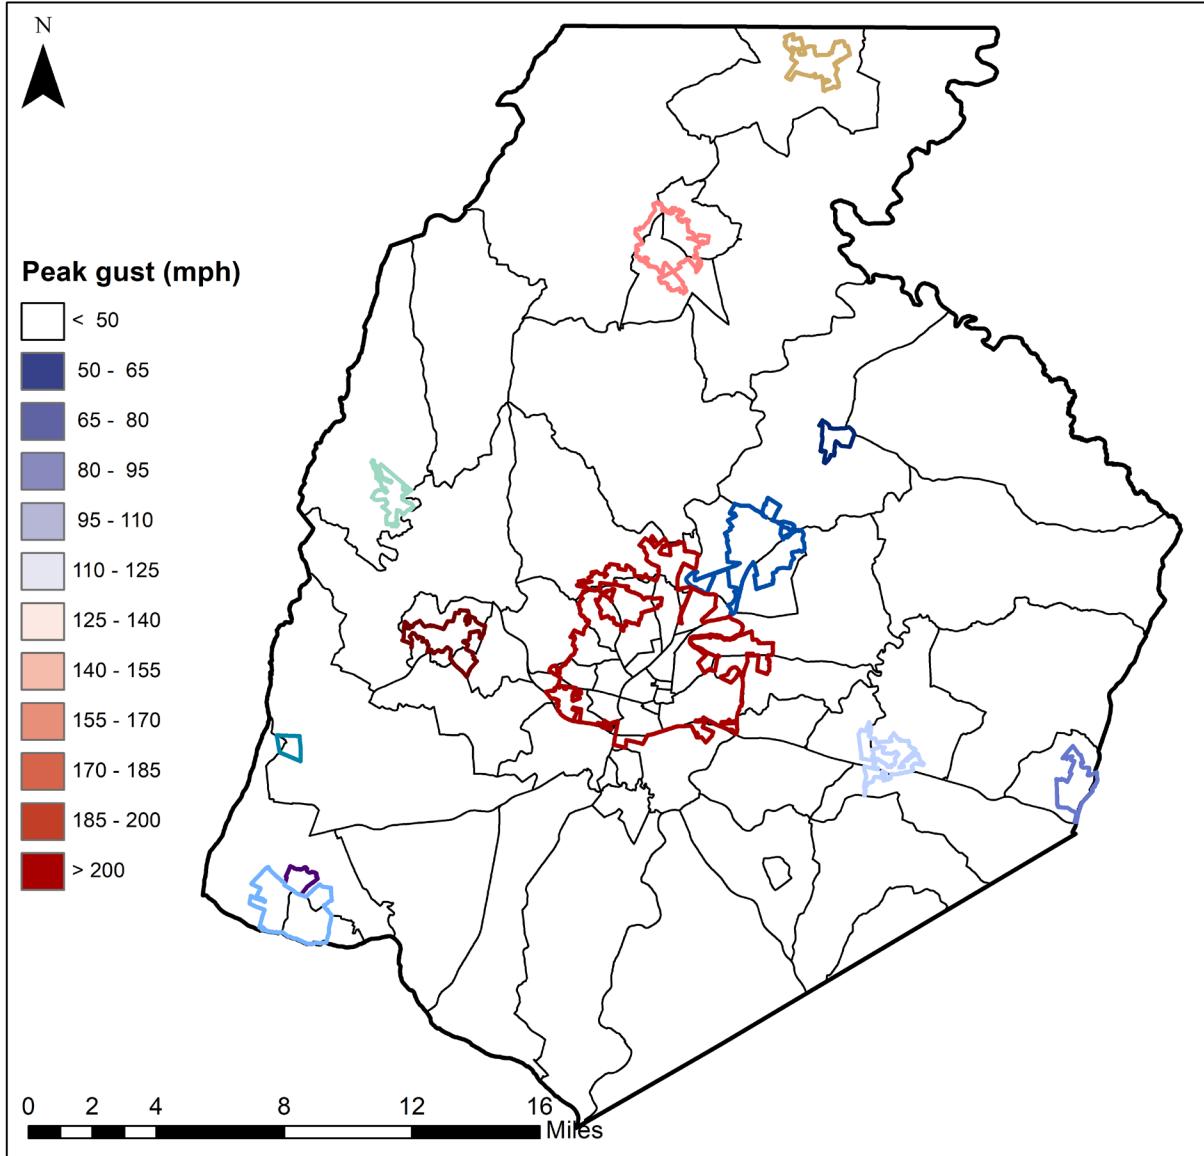 N
Peak gust (mph)
< 50
50 - 65
65 - 80
80 - 95
95 - 110
110 - 125
125 - 140
140 - 155
155 - 170
170 - 185
185 - 200
> 200
0 2 4 8 12 16
Miles